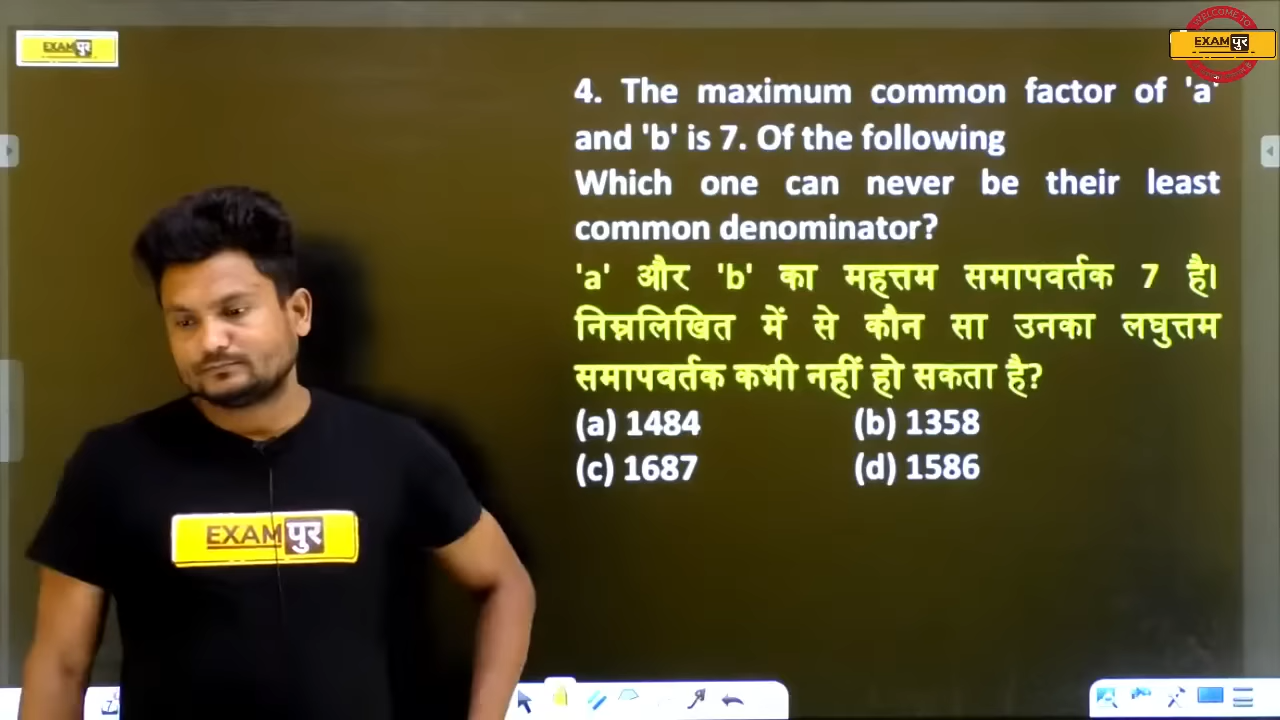 EXAMपुर
WELCOME TO
EXAMपुर
4. The maximum common factor of 'a'
and 'b' is 7. Of the following
Which one can never be their least
common denominator?
'a' और 'b' का महत्तम समापवर्तक 7 है।
निम्नलिखित में से कौन सा उनका लघुत्तम
समापवर्तक कभी नहीं हो सकता है?
(a) 1484 (b) 1358
(c) 1687 (d) 1586
EXAMपुर